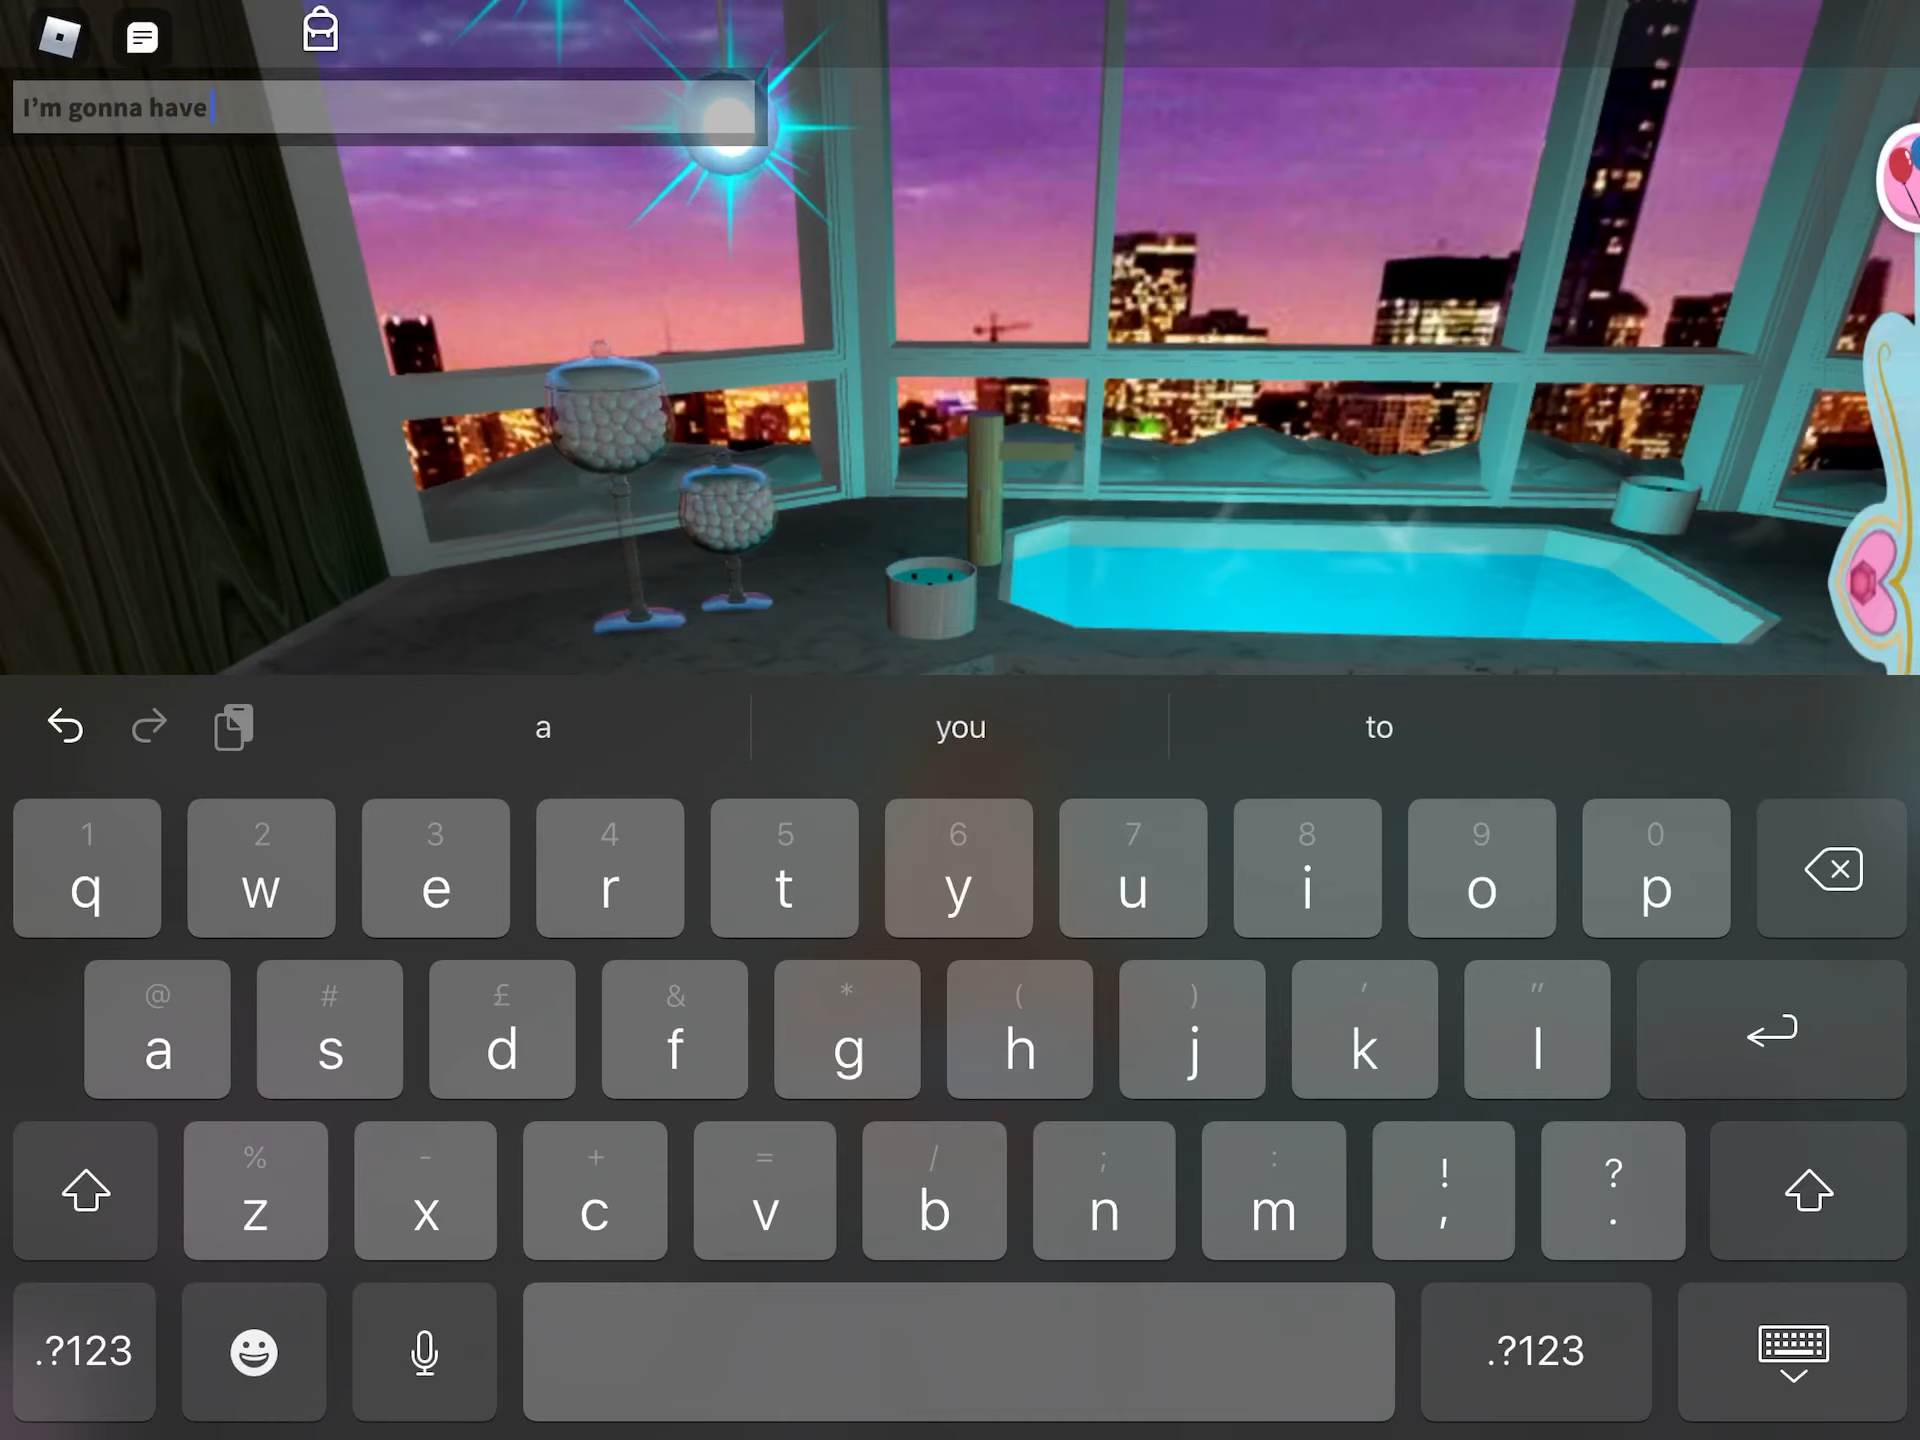 I'm gonna have
a you to
1 2 3 4 5 6 7 8 9 0
q w e r t y u i o p
@ # £ & * ( ) ' "
a s d f g h j k l
% - + = / ; : ! ?
z x c v b n m , .
.?123 .?123